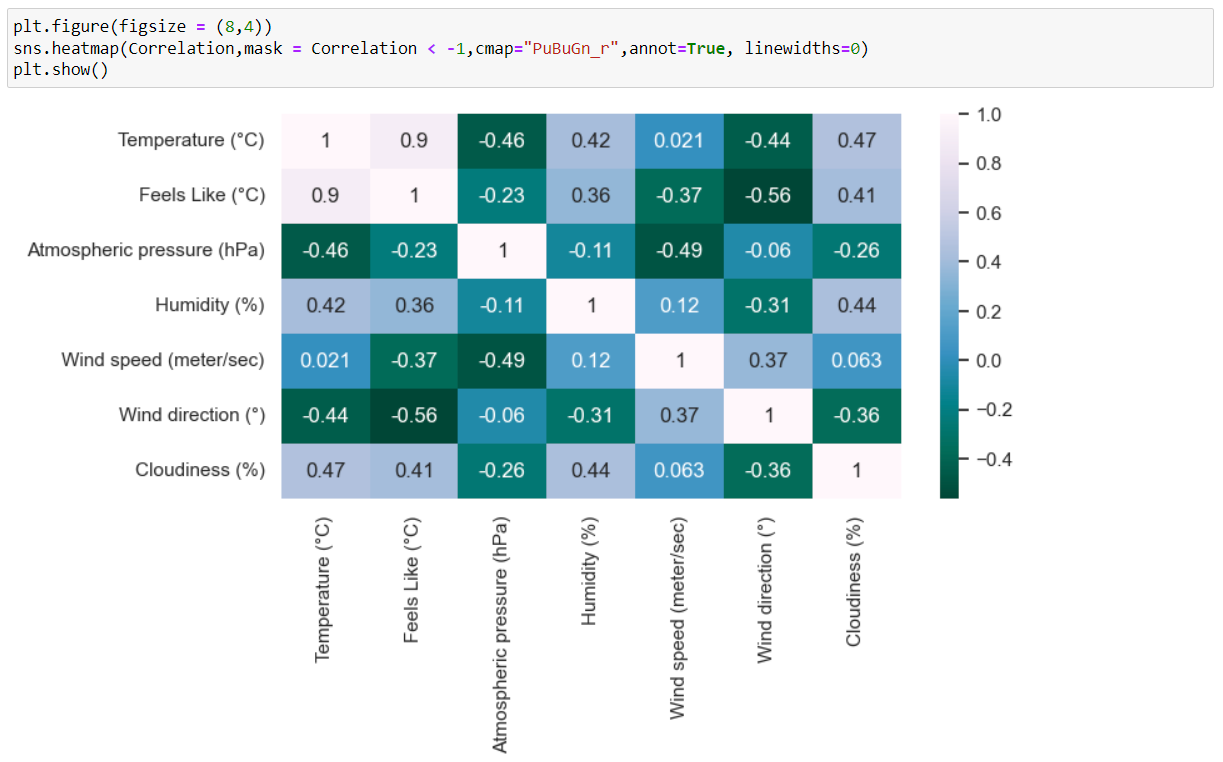 plt.figure(figsize = (8,4))
sns.heatmap(Correlation,mask = Correlation < -1,cmap="PuBuGn_r",annot=True, linewidths=0)
plt.show()
Temperature (°C) 1 0.9 -0.46 0.42 0.021 -0.44 0.47
Feels Like (°C) 0.9 1 -0.23 0.36 -0.37 -0.56 0.41
Atmospheric pressure (hPa) -0.46 -0.23 1 -0.11 -0.49 -0.06 -0.26
Humidity (%) 0.42 0.36 -0.11 1 0.12 -0.31 0.44
Wind speed (meter/sec) 0.021 -0.37 -0.49 0.12 1 0.37 0.063
Wind direction (°) -0.44 -0.56 -0.06 -0.31 0.37 1 -0.36
Cloudiness (%) 0.47 0.41 -0.26 0.44 0.063 -0.36 1
Temperature (°C)
Feels Like (°C)
Atmospheric pressure (hPa)
Humidity (%)
Wind speed (meter/sec)
Wind direction (°)
Cloudiness (%)
1.0
0.8
0.6
0.4
0.2
0.0
−0.2
−0.4